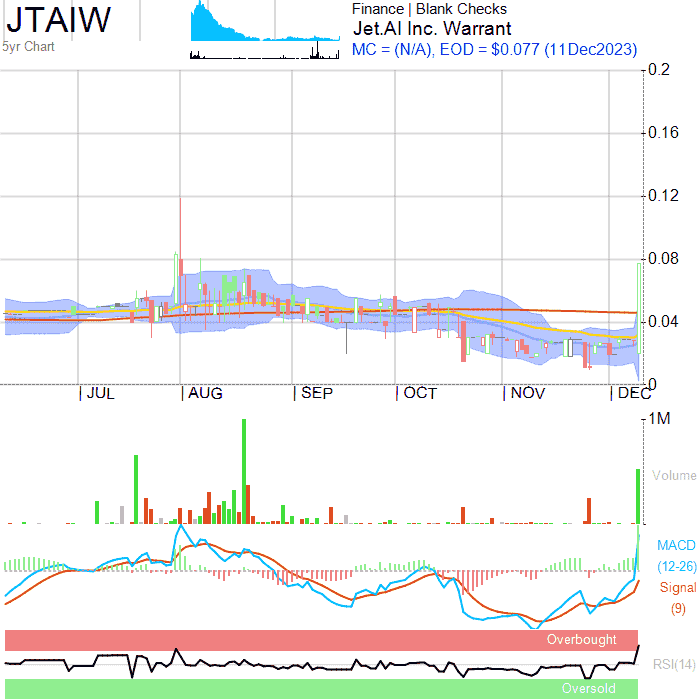 JTAIW
5yr Chart
Finance | Blank Checks
Jet.AI Inc. Warrant
MC = (N/A), EOD = $0.077 (11Dec2023)
0.2
0.16
0.12
0.08
0.04
0
JUL AUG SEP OCT NOV DEC
1M
Volume
MACD
(12-26)
Signal
(9)
Overbought
RSI(14)
Oversold